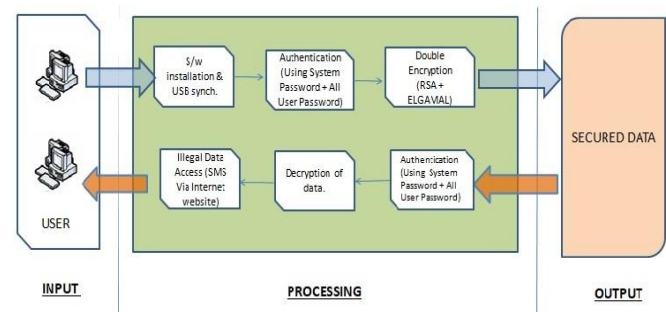 S/w
installation &
USB synch.
Authentication
(Using System
Password + All
User Password)
Double
Encryption
(RSA +
ELGAMAL)
SECURED DATA
Illegal Data
Access (SMS
Via Internet
website)
Decryption of
data.
Authentication
(Using System
Password + All
User Password)
USER
INPUT
PROCESSING
OUTPUT